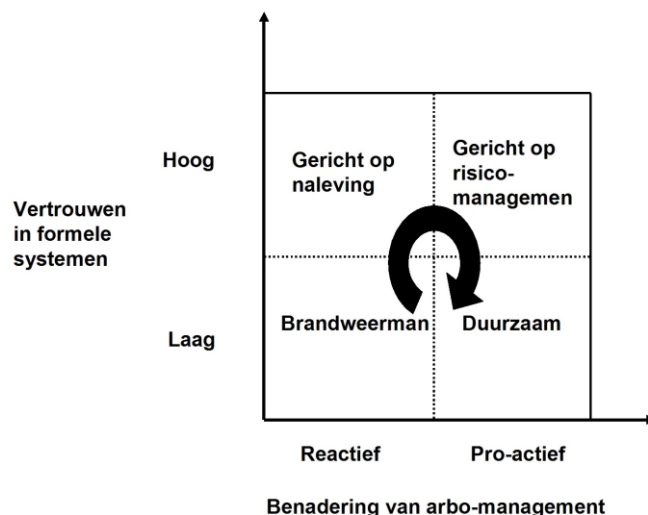 Hoog
Gericht op
naleving
Gericht op
risico-
managemen
Vertrouwen
in formele
systemen
Brandweerman
Duurzaam
Laag
Reactief
Pro-actief
Benadering van arbo-management